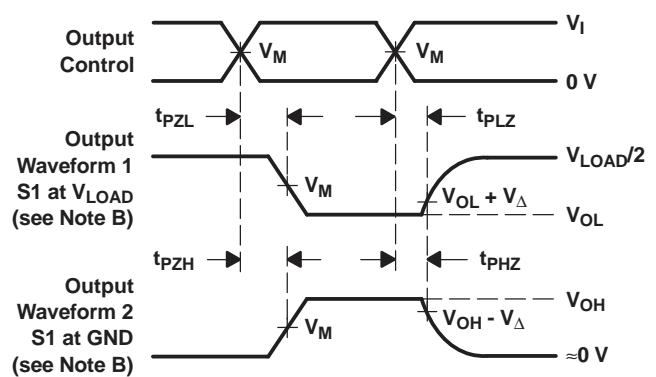 Output
Control
V_M
V_M
V_I
0 V
t_PZL
t_PLZ
Output
Waveform 1
S1 at V_LOAD
(see Note B)
V_M
V_OL + V_Δ
V_LOAD/2
V_OL
t_PZH
t_PHZ
Output
Waveform 2
S1 at GND
(see Note B)
V_M
V_OH - V_Δ
V_OH
≈0 V